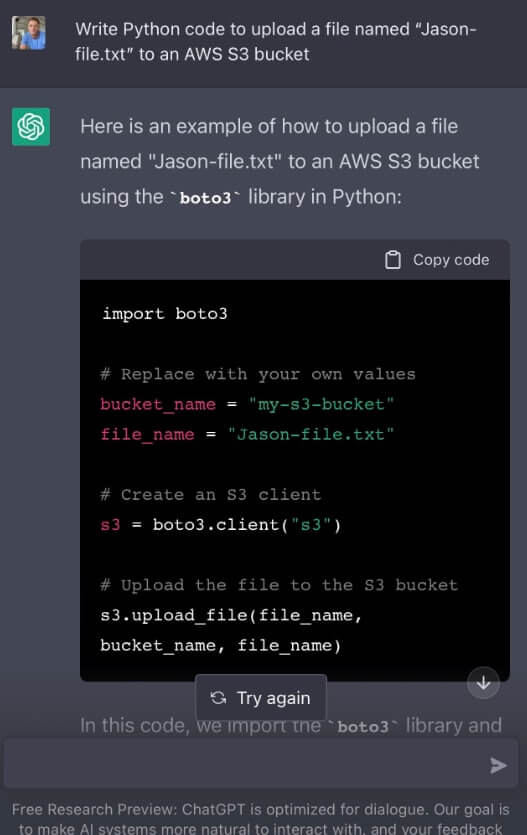 Write Python code to upload a file named “Jason-
file.txt” to an AWS S3 bucket
Here is an example of how to upload a file
named "Jason-file.txt" to an AWS S3 bucket
using the `boto3` library in Python:
Copy code
import boto3
# Replace with your own values
bucket_name = "my-s3-bucket"
file_name = "Jason-file.txt"
# Create an S3 client
s3 = boto3.client("s3")
# Upload the file to the S3 bucket
s3.upload_file(file_name,
bucket_name, file_name)
Try again
In this code, we import the `boto3` library and
Free Research Preview: ChatGPT is optimized for dialogue. Our goal is
to make AI systems more natural to interact with, and your feedback